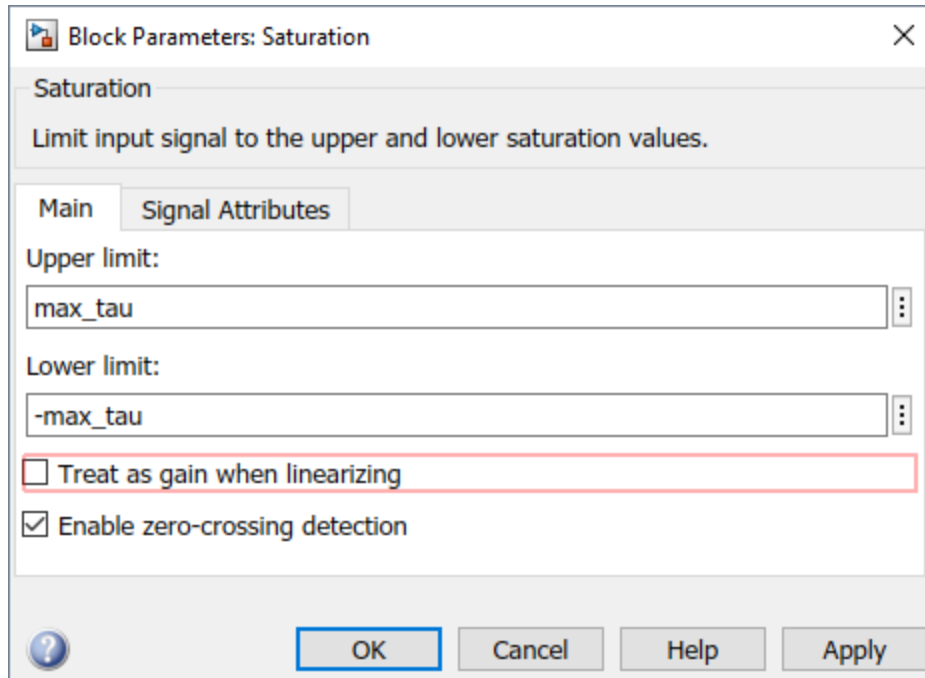 Block Parameters: Saturation
Saturation
Limit input signal to the upper and lower saturation values.
Main
Signal Attributes
Upper limit:
max_tau
Lower limit:
-max_tau
Treat as gain when linearizing
Enable zero-crossing detection
OK
Cancel
Help
Apply